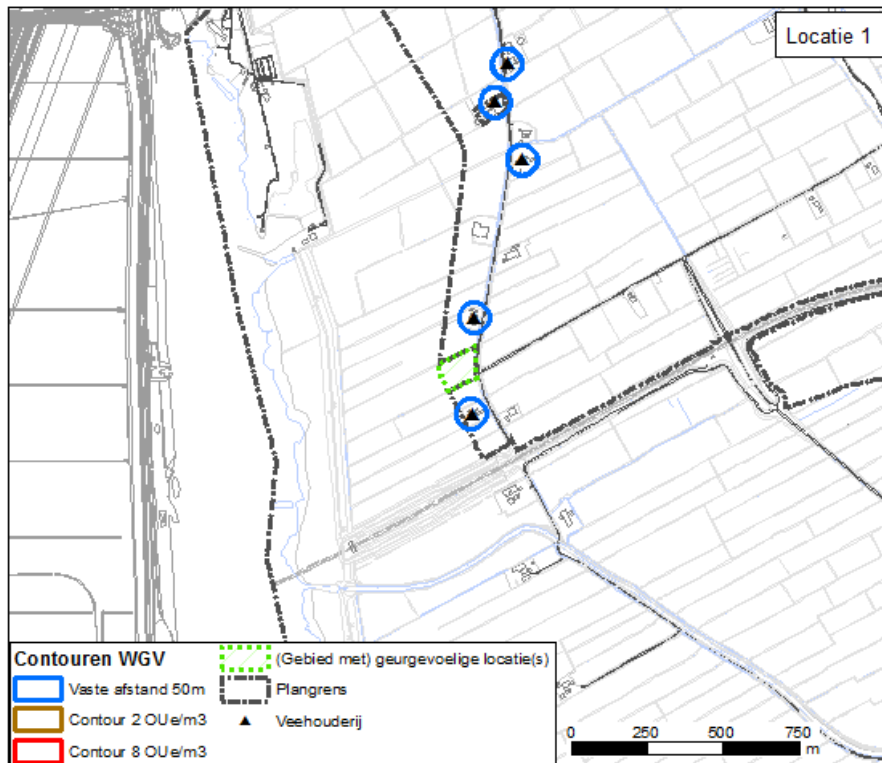 Locatie 1
Contouren WGV
Vaste afstand 50m
Contour 2 OUe/m3
Contour 8 OUe/m3
(Gebied met) geurgevoelige locatie(s)
Plangrens
Veehouderij
0 250 500 750
m